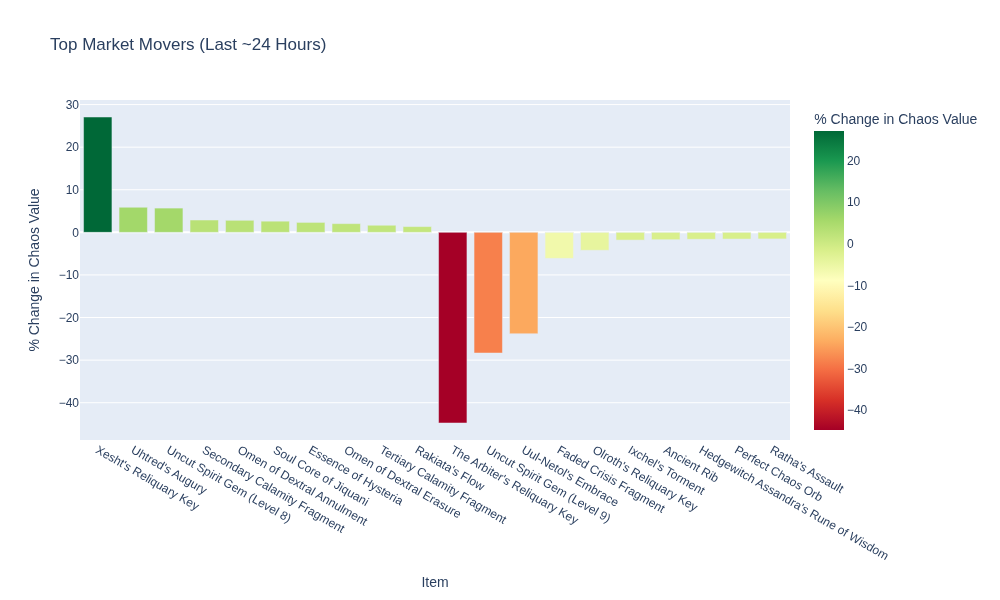 Top Market Movers (Last ~24 Hours)
% Change in Chaos Value
30
20
10
0
−10
−20
−30
−40
Xesht's Reliquary Key
Uhtred's Augury
Uncut Spirit Gem (Level 8)
Secondary Calamity Fragment
Omen of Dextral Annulment
Soul Core of Jiquani
Essence of Hysteria
Omen of Dextral Erasure
Tertiary Calamity Fragment
Rakiata's Flow
The Arbiter's Reliquary Key
Uncut Spirit Gem (Level 9)
Uul-Netol's Embrace
Faded Crisis Fragment
Olroth's Reliquary Key
Ixchel's Torment
Ancient Rib
Hedgewitch Assandra's Rune of Wisdom
Perfect Chaos Orb
Ratha's Assault
Item
% Change in Chaos Value
20
10
0
−10
−20
−30
−40